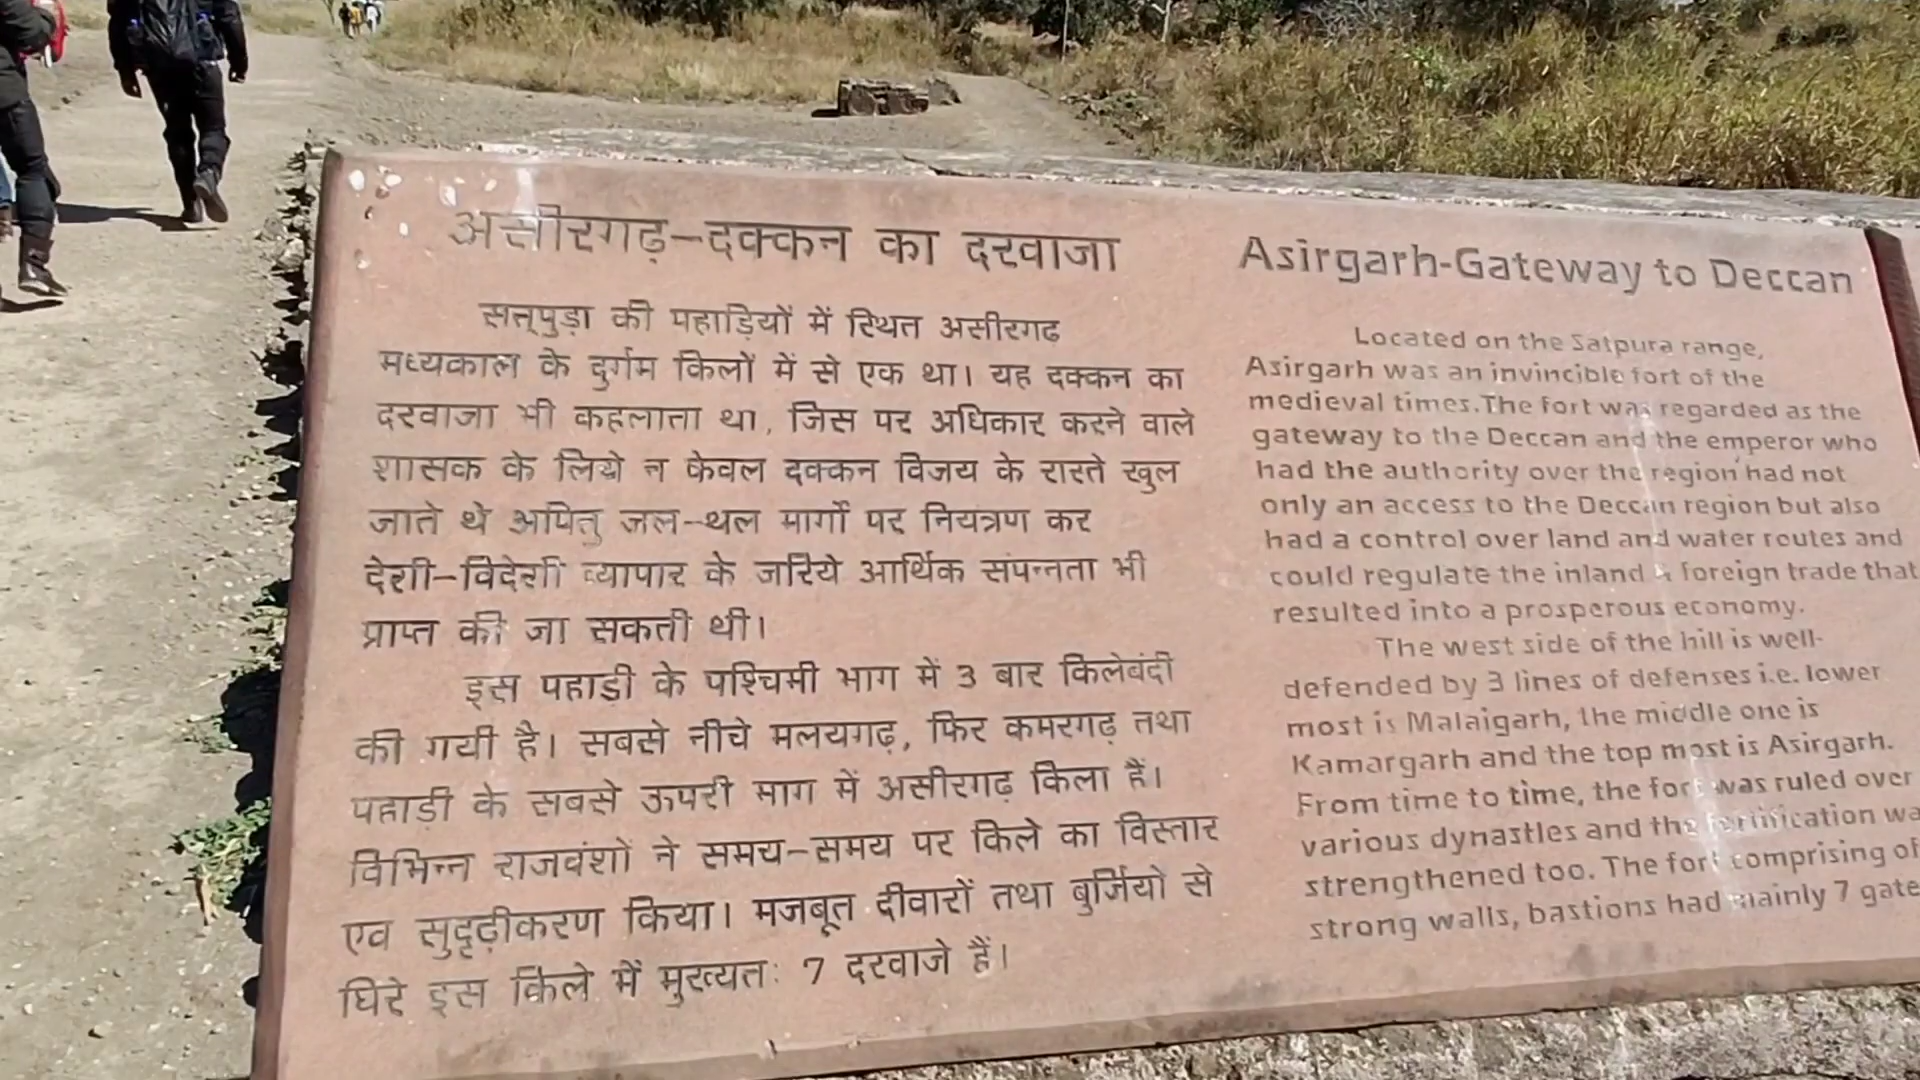 असीरगढ़-दक्कन का दरवाजा
सतपुड़ा की पहाड़ियों में स्थित असीरगढ
मध्यकाल के दुर्गम किलों में से एक था। यह दक्कन का
दरवाजा भी कहलाता था, जिस पर अधिकार करने वाले
शासक के लिये न केवल दक्कन विजय के रास्ते खुल
जाते थे अपितु जल-थल मार्गों पर नियत्रण कर
देशी-विदेशी व्यापार के जरिये आर्थिक संपन्नता भी
प्राप्त की जा सकती थी।
इस पहाड़ी के पश्चिमी भाग में 3 बार किलेबंदी
की गयी है। सबसे नीचे मलयगढ़, फिर कमरगढ़ तथा
पहाड़ी के सबसे ऊपरी भाग में असीरगढ़ किला हैं।
विभिन्न राजवंशों ने समय-समय पर किले का विस्तार
एव सुदृढ़ीकरण किया। मजबूत दीवारों तथा बुर्जियों से
घिरे इस किले में मुख्यतः 7 दरवाजे हैं।
Asirgarh-Gateway to Deccan
Located on the Satpura range,
Asirgarh was an invincible fort of the
medieval times.The fort was regarded as the
gateway to the Deccan and the emperor who
had the authority over the region had not
only an access to the Deccan region but also
had a control over land and water routes and
could regulate the inland & foreign trade that
resulted into a prosperous economy.
The west side of the hill is well-
defended by 3 lines of defenses i.e. lower
most is Malaigarh, the middle one is
Kamargarh and the top most is Asirgarh.
From time to time, the fort was ruled over
various dynasties and the fortification wa
strengthened too. The fort comprising of
strong walls, bastions had mainly 7 gate